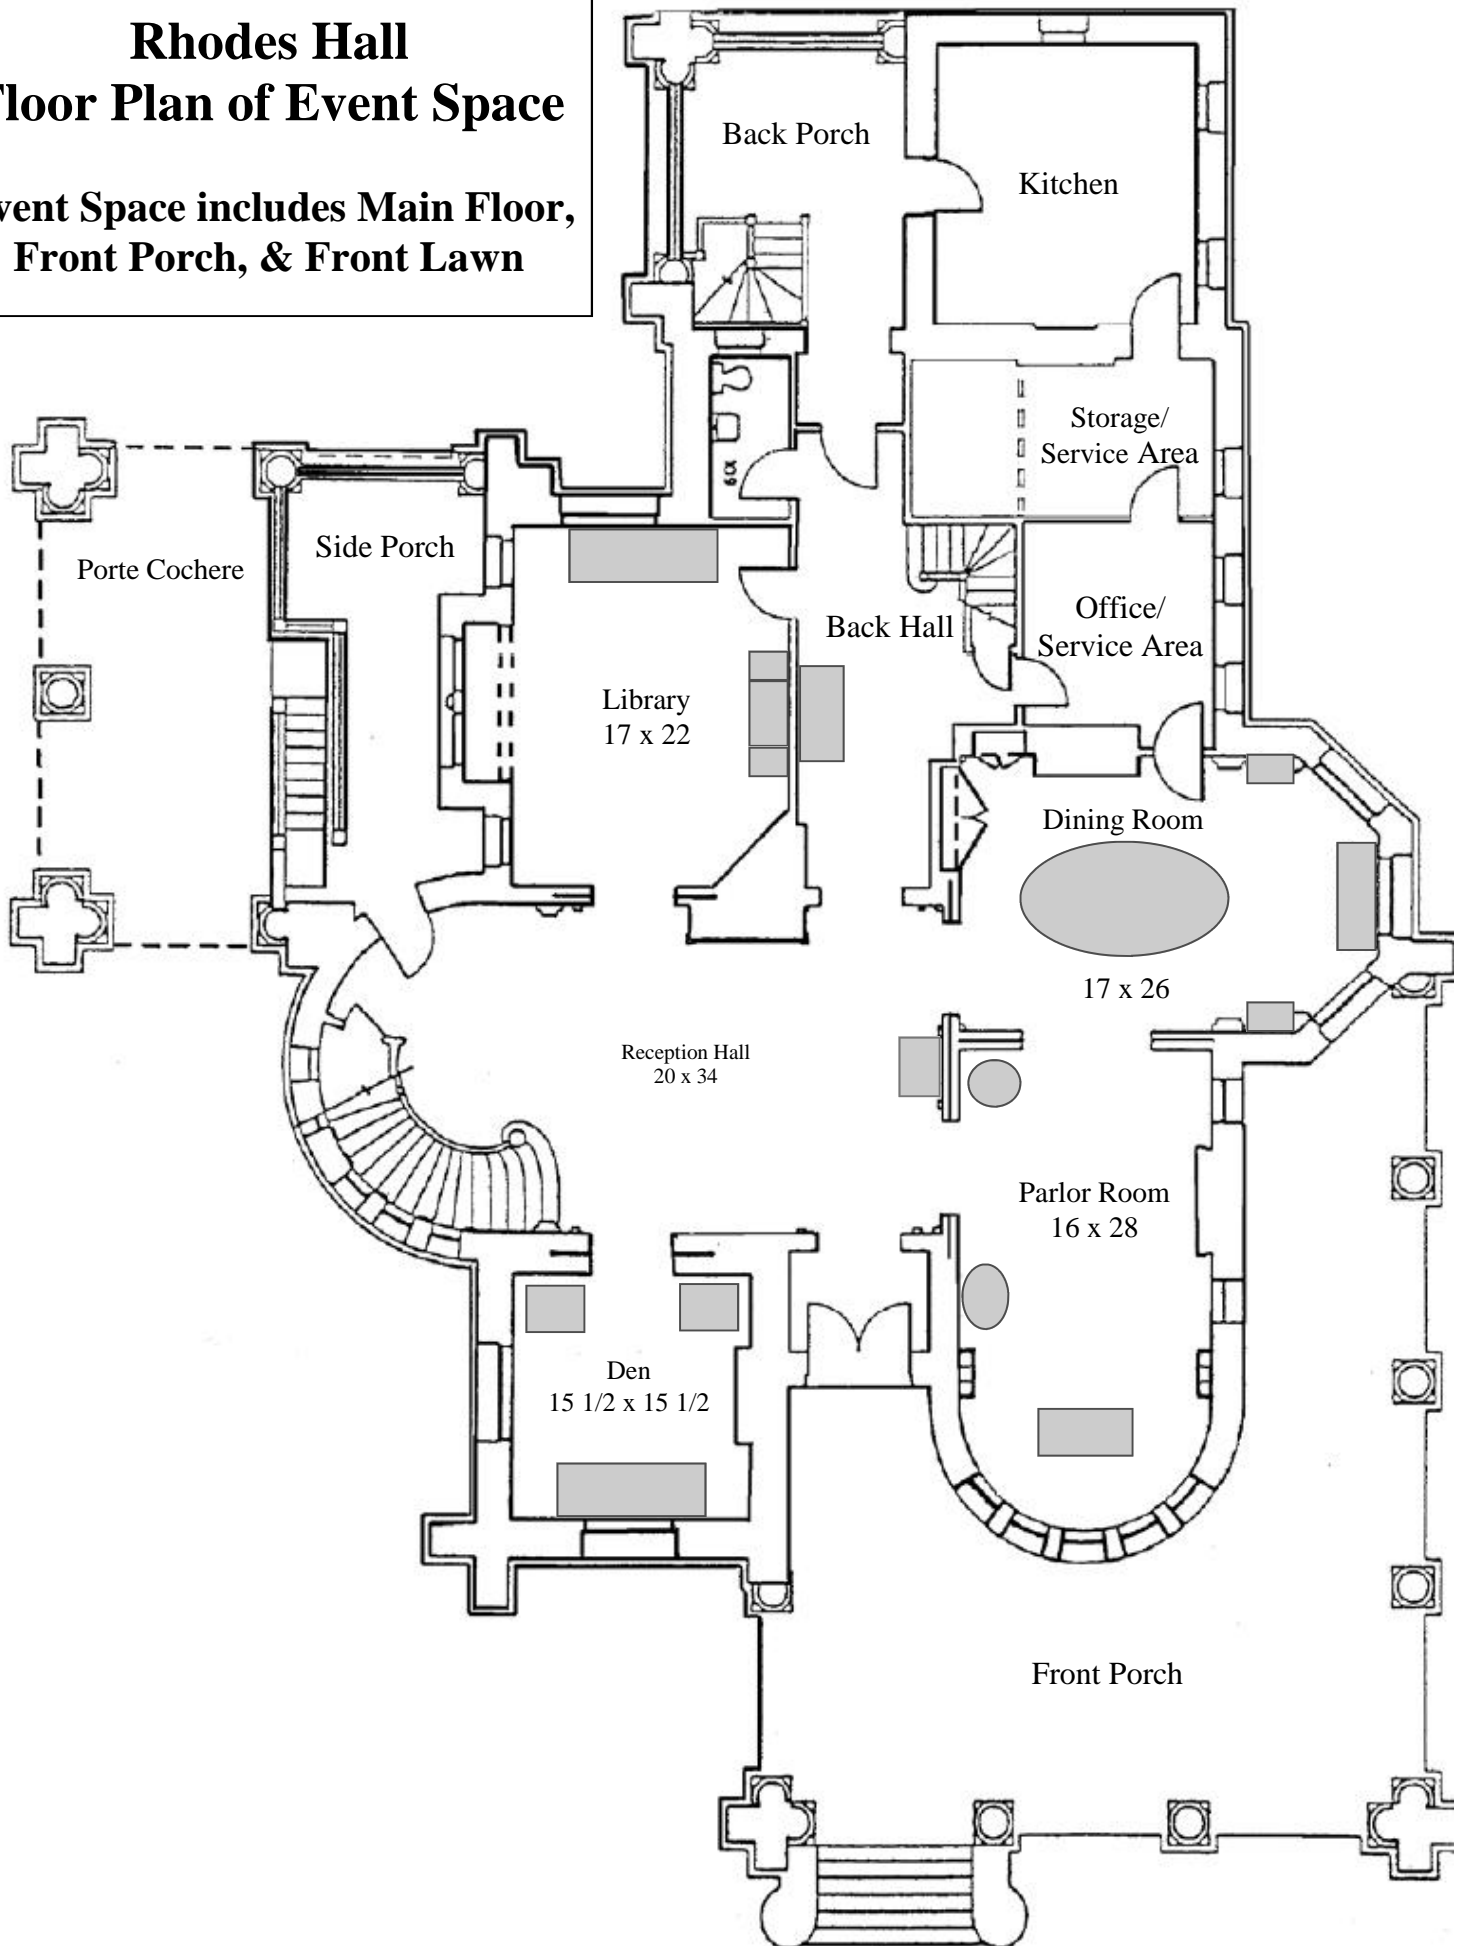 Rhodes Hall
loor Plan of Event Space
vent Space includes Main Floor,
Front Porch, & Front Lawn
Back Porch
Kitchen
Storage/
Service Area
Side Porch
Porte Cochere
Office/
Service Area
Back Hall
Library
17 x 22
Dining Room
17 x 26
Reception Hall
20 x 34
Parlor Room
16 x 28
Den
15 1/2 x 15 1/2
Front Porch